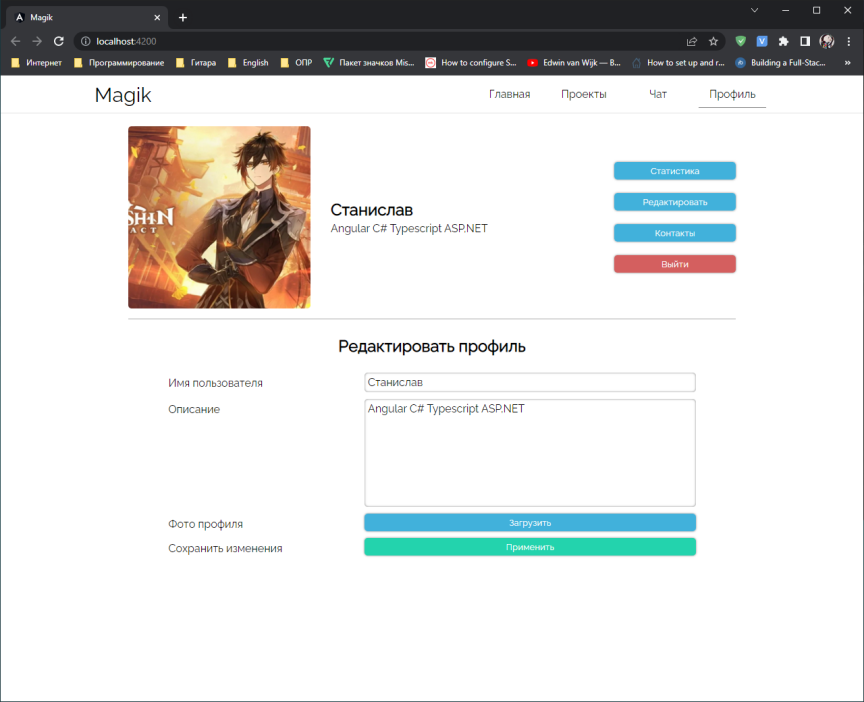 Magik
localhost:4200
Интернет Программирование Гитара English ОПР Пакет значков Mis... How to configure S... Edwin van Wijk — B... How to set up and r... Building a Full-Stac...
Magik Главная Проекты Чат Профиль
SHIN
ACT
Станислав
Angular C# Typescript ASP.NET
Статистика
Редактировать
Контакты
Выйти
Редактировать профиль
Имя пользователя Станислав
Описание Angular C# Typescript ASP.NET
Фото профиля Загрузить
Сохранить изменения Применить